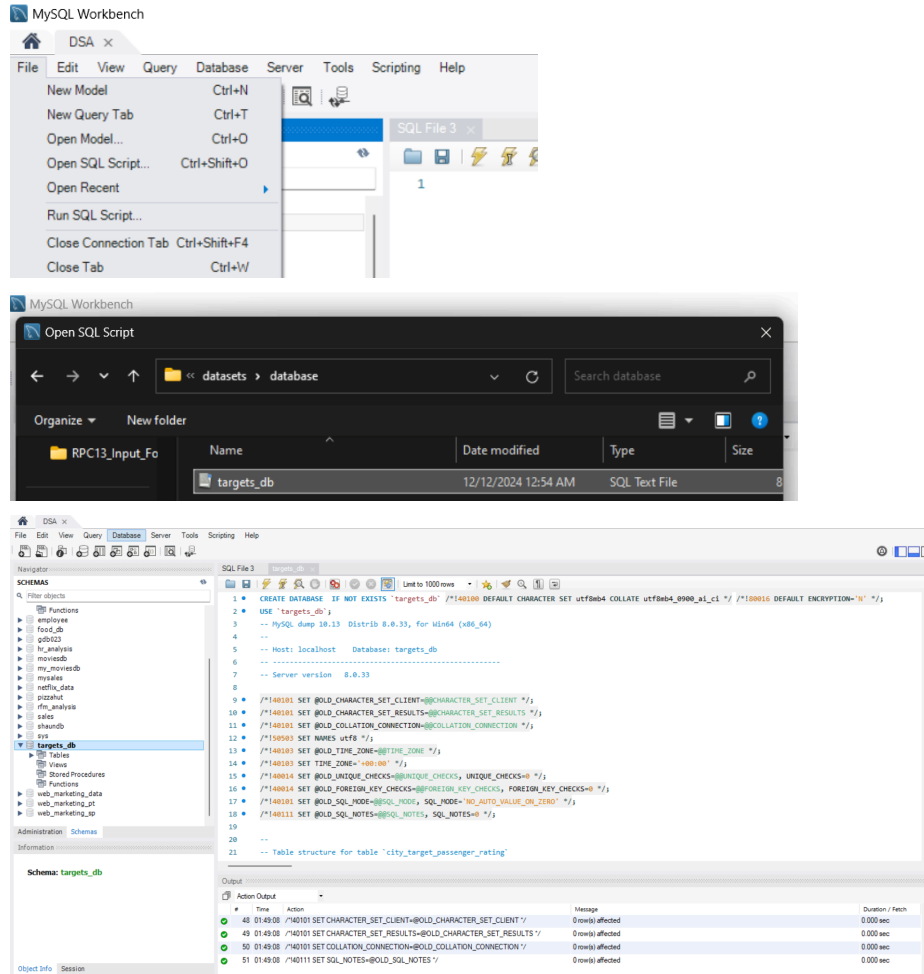 MySQL Workbench
DSA ×
File Edit View Query Database Server Tools Scripting Help
New Model Ctrl+N
New Query Tab Ctrl+T
Open Model... Ctrl+O
Open SQL Script... Ctrl+Shift+O
Open Recent
Run SQL Script...
Close Connection Tab Ctrl+Shift+F4
Close Tab Ctrl+W
SQL File 3 ×
1
MySQL Workbench
Open SQL Script
« datasets › database
Search database
Organize
New folder
RPC13_Input_Fo
Name Date modified Type Size
targets_db 12/12/2024 12:54 AM SQL Text File 8
DSA ×
File Edit View Query Database Server Tools Scripting Help
Navigator
SCHEMAS
Filter objects
Functions
employee
food_db
gdb023
hr_analysis
moviesdb
my_moviesdb
mysales
netflix_data
pizzahut
rfm_analysis
sales
shaundb
sys
targets_db
Tables
Views
Stored Procedures
Functions
web_marketing_data
web_marketing_pt
web_marketing_sp
Administration Schemas
Information
Schema: targets_db
Object Info Session
SQL File 3 targets_db ×
Limit to 1000 rows
1 CREATE DATABASE IF NOT EXISTS `targets_db` /*!40100 DEFAULT CHARACTER SET utf8mb4 COLLATE utf8mb4_0900_ai_ci */ /*!80016 DEFAULT ENCRYPTION='N' */;
2 USE `targets_db`;
3 -- MySQL dump 10.13 Distrib 8.0.33, for Win64 (x86_64)
4 --
5 -- Host: localhost Database: targets_db
6 -- ------------------------------------------------------
7 -- Server version 8.0.33
8
9 /*!40101 SET @OLD_CHARACTER_SET_CLIENT=@@CHARACTER_SET_CLIENT */;
10 /*!40101 SET @OLD_CHARACTER_SET_RESULTS=@@CHARACTER_SET_RESULTS */;
11 /*!40101 SET @OLD_COLLATION_CONNECTION=@@COLLATION_CONNECTION */;
12 /*!50503 SET NAMES utf8 */;
13 /*!40103 SET @OLD_TIME_ZONE=@@TIME_ZONE */;
14 /*!40103 SET TIME_ZONE='+00:00' */;
15 /*!40014 SET @OLD_UNIQUE_CHECKS=@@UNIQUE_CHECKS, UNIQUE_CHECKS=0 */;
16 /*!40014 SET @OLD_FOREIGN_KEY_CHECKS=@@FOREIGN_KEY_CHECKS, FOREIGN_KEY_CHECKS=0 */;
17 /*!40101 SET @OLD_SQL_MODE=@@SQL_MODE, SQL_MODE='NO_AUTO_VALUE_ON_ZERO' */;
18 /*!40111 SET @OLD_SQL_NOTES=@@SQL_NOTES, SQL_NOTES=0 */;
19
20 --
21 -- Table structure for table `city_target_passenger_rating`
Output
Action Output
# Time Action Message Duration / Fetch
48 01:49:08 /*!40101 SET CHARACTER_SET_CLIENT=@OLD_CHARACTER_SET_CLIENT */ 0 row(s) affected 0.000 sec
49 01:49:08 /*!40101 SET CHARACTER_SET_RESULTS=@OLD_CHARACTER_SET_RESULTS */ 0 row(s) affected 0.000 sec
50 01:49:08 /*!40101 SET COLLATION_CONNECTION=@OLD_COLLATION_CONNECTION */ 0 row(s) affected 0.000 sec
51 01:49:08 /*!40111 SET SQL_NOTES=@OLD_SQL_NOTES */ 0 row(s) affected 0.000 sec